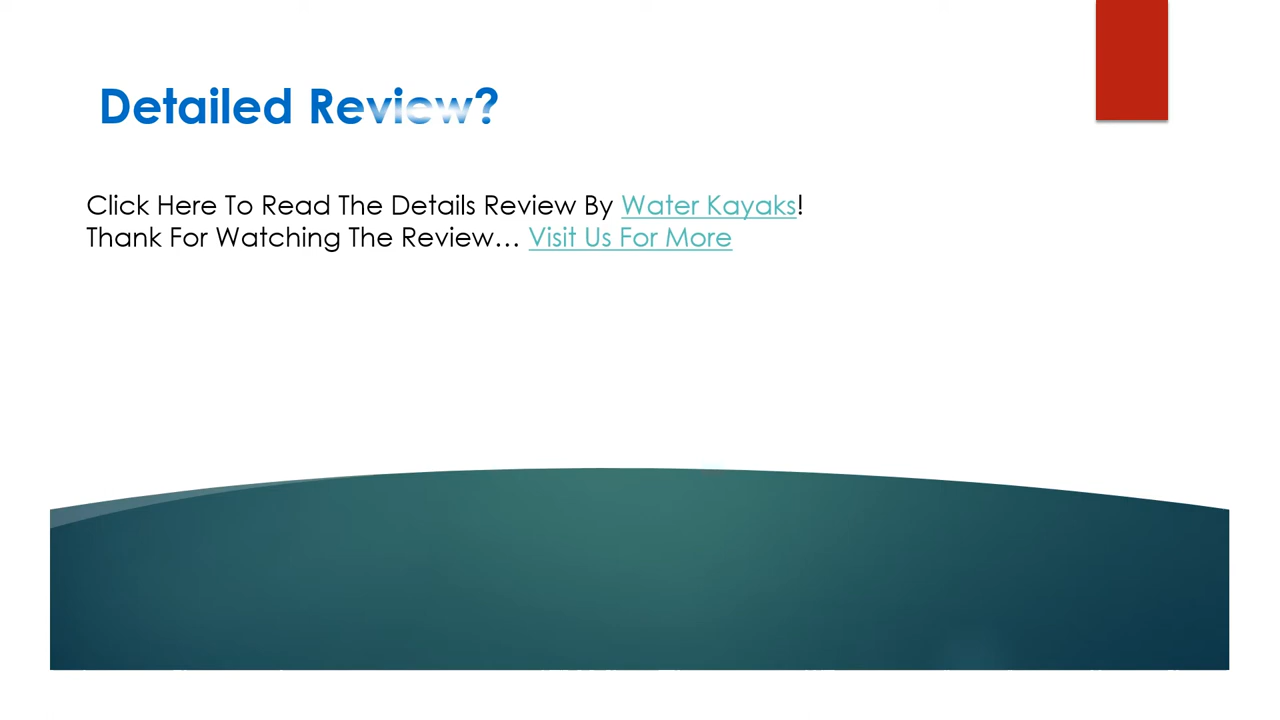 Detailed Review?
Click Here To Read The Details Review By Water Kayaks!
Thank For Watching The Review… Visit Us For More